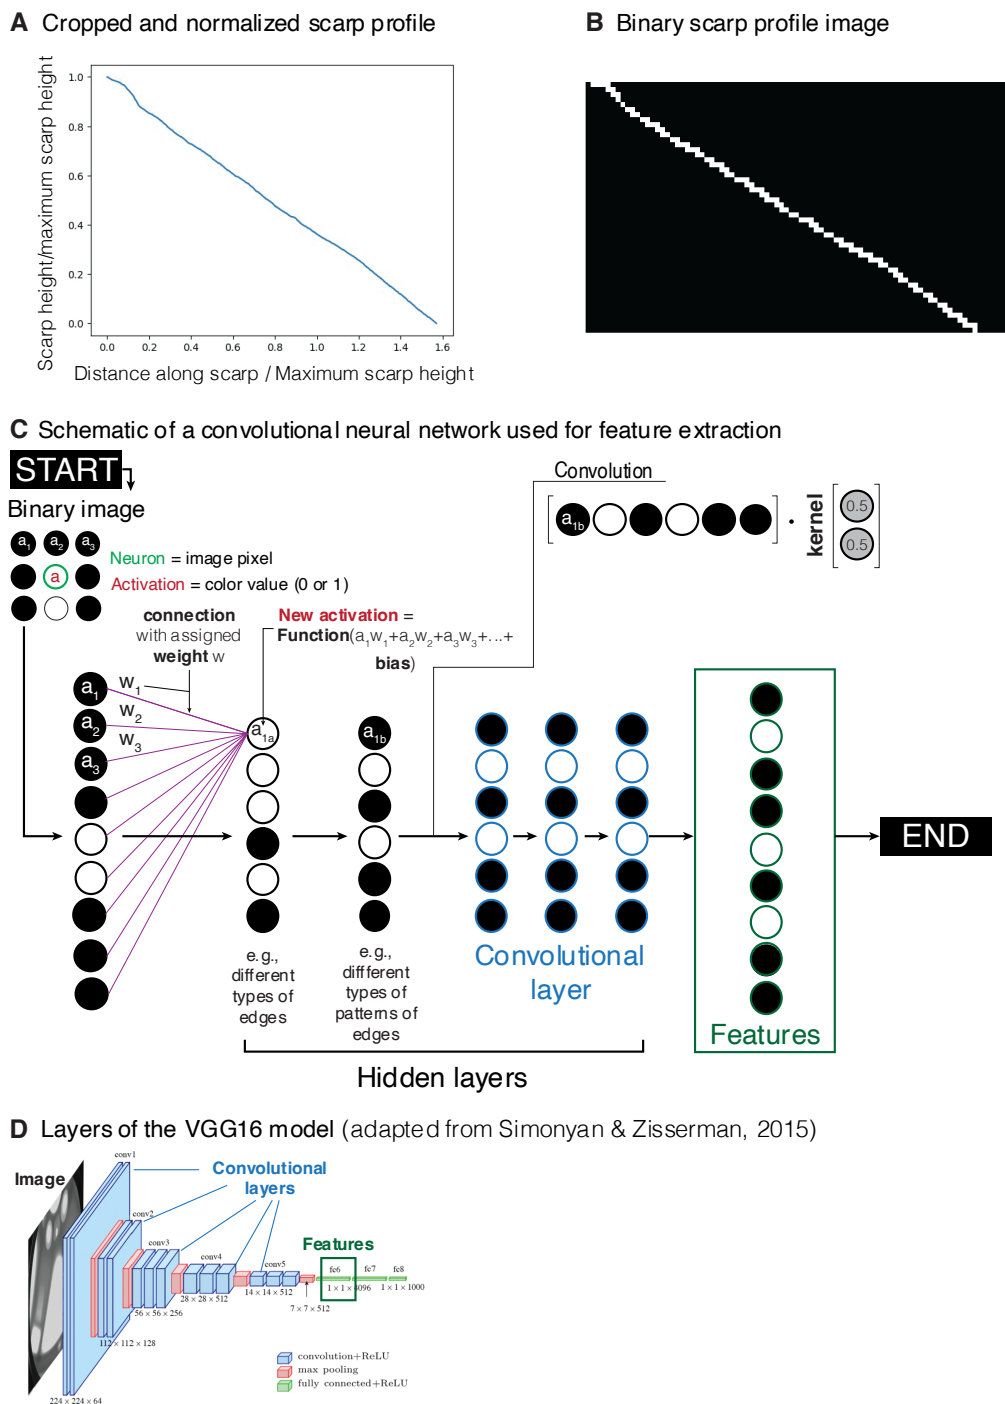 A Cropped and normalized scarp profile
Scarp height/maximum scarp height
1.0
0.8
0.6
0.4
0.2
0.0
0.0 0.2 0.4 0.6 0.8 1.0 1.2 1.4 1.6
Distance along scarp / Maximum scarp height
B Binary scarp profile image
C Schematic of a convolutional neural network used for feature extraction
START
Binary image
a1 a2 a3
a
Neuron = image pixel
Activation = color value (0 or 1)
Convolution
a1b
.
kernel
0.5
0.5
connection
with assigned
weight w
New activation =
Function(a1w1+a2w2+a3w3+...+
bias)
a1
a2
a3
w1
w2
w3
a1a
a1b
e.g.,
different
types of
edges
e.g.,
diffferent
types of
patterns of
edges
Convolutional
layer
Features
END
Hidden layers
D Layers of the VGG16 model (adapted from Simonyan & Zisserman, 2015)
Image
conv1
Convolutional
layers
conv2
conv3
conv4
conv5
Features
fc6 fc7 fc8
1 × 1 × 4096 1 × 1 × 1000
14 × 14 × 512
28 × 28 × 512
7 × 7 × 512
56 × 56 × 256
112 × 112 × 128
224 × 224 × 64
convolution+ReLU
max pooling
fully connected+ReLU